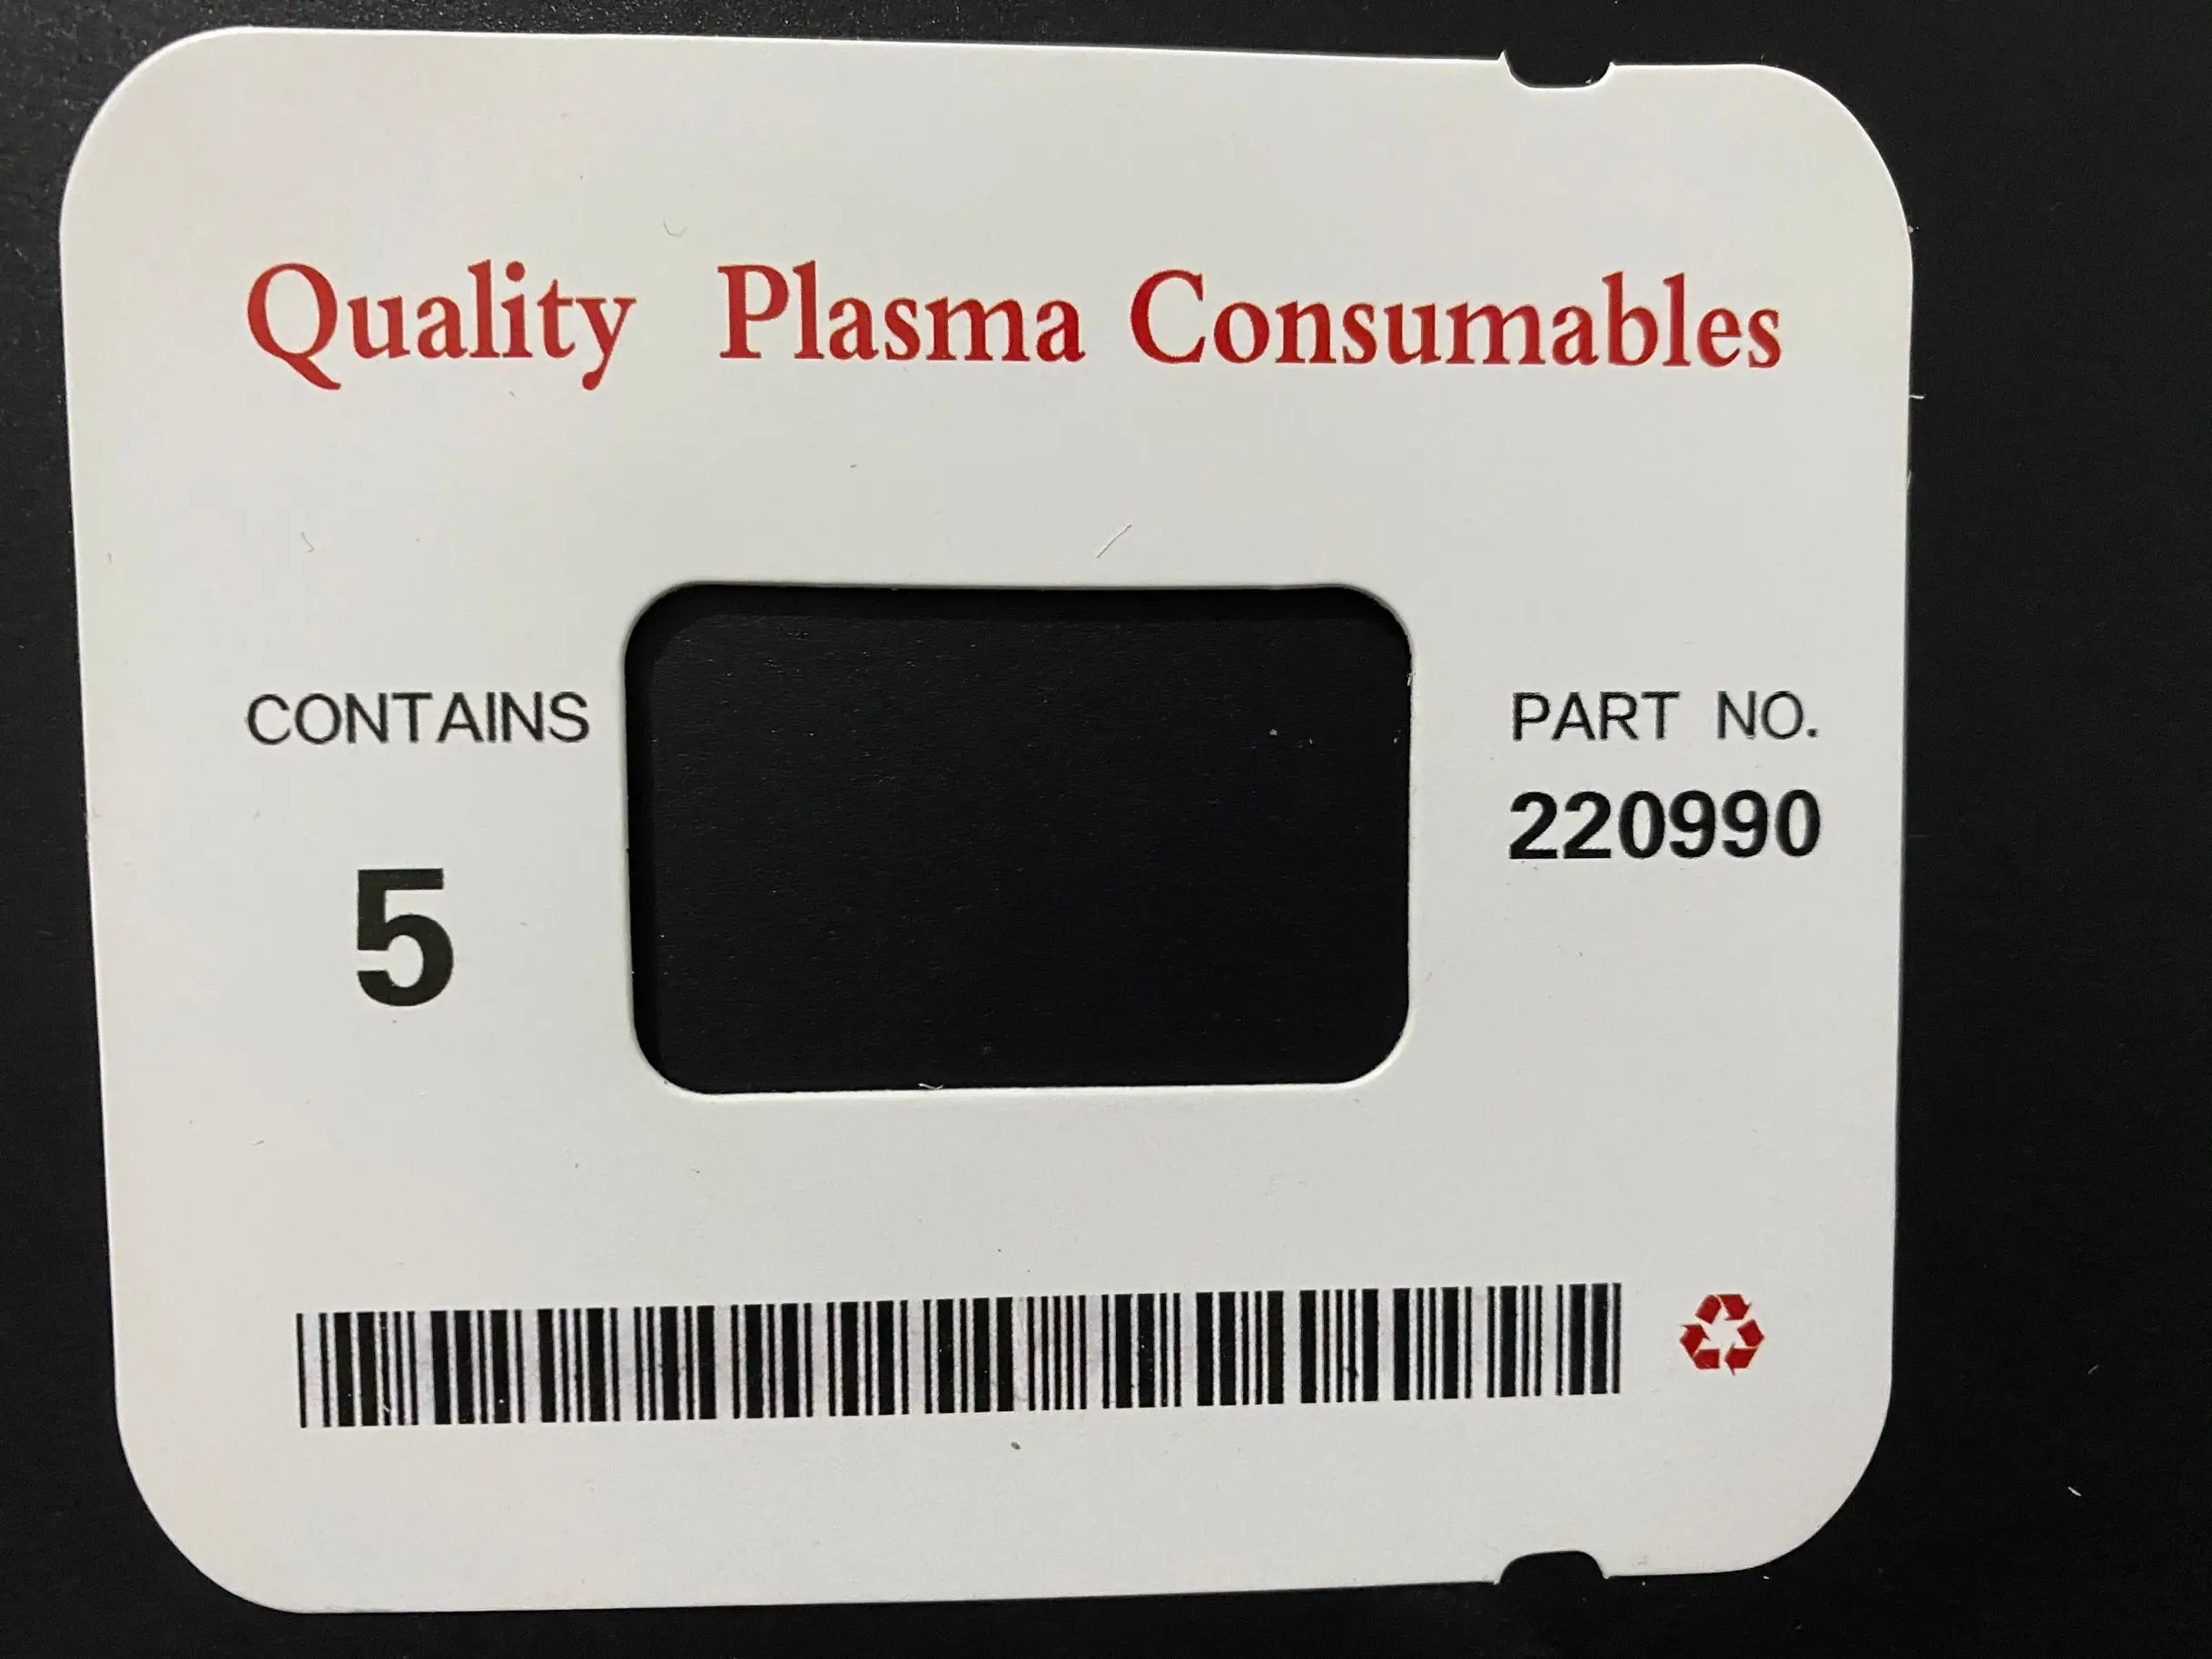 Quality Plasma Consumables
CONTAINS
5
PART NO.
220990